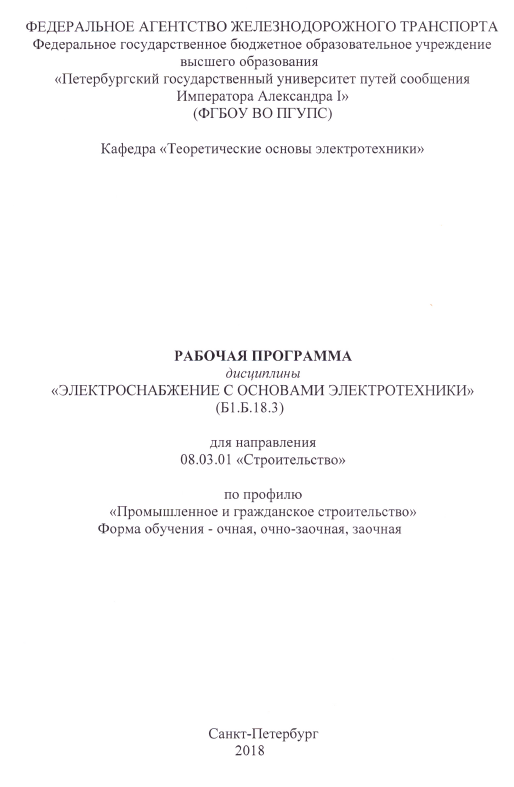 ФЕДЕРАЛЬНОЕ АГЕНТСТВО ЖЕЛЕЗНОДОРОЖНОГО ТРАНСПОРТА
Федеральное государственное бюджетное образовательное учреждение
высшего образования
«Петербургский государственный университет путей сообщения
Императора Александра I»
(ФГБОУ ВО ПГУПС)
Кафедра «Теоретические основы электротехники»
РАБОЧАЯ ПРОГРАММА
дисциплины
«ЭЛЕКТРОСНАБЖЕНИЕ С ОСНОВАМИ ЭЛЕКТРОТЕХНИКИ»
(Б1.Б.18.3)
для направления
08.03.01 «Строительство»
по профилю
«Промышленное и гражданское строительство»
Форма обучения - очная, очно-заочная, заочная
Санкт-Петербург
2018